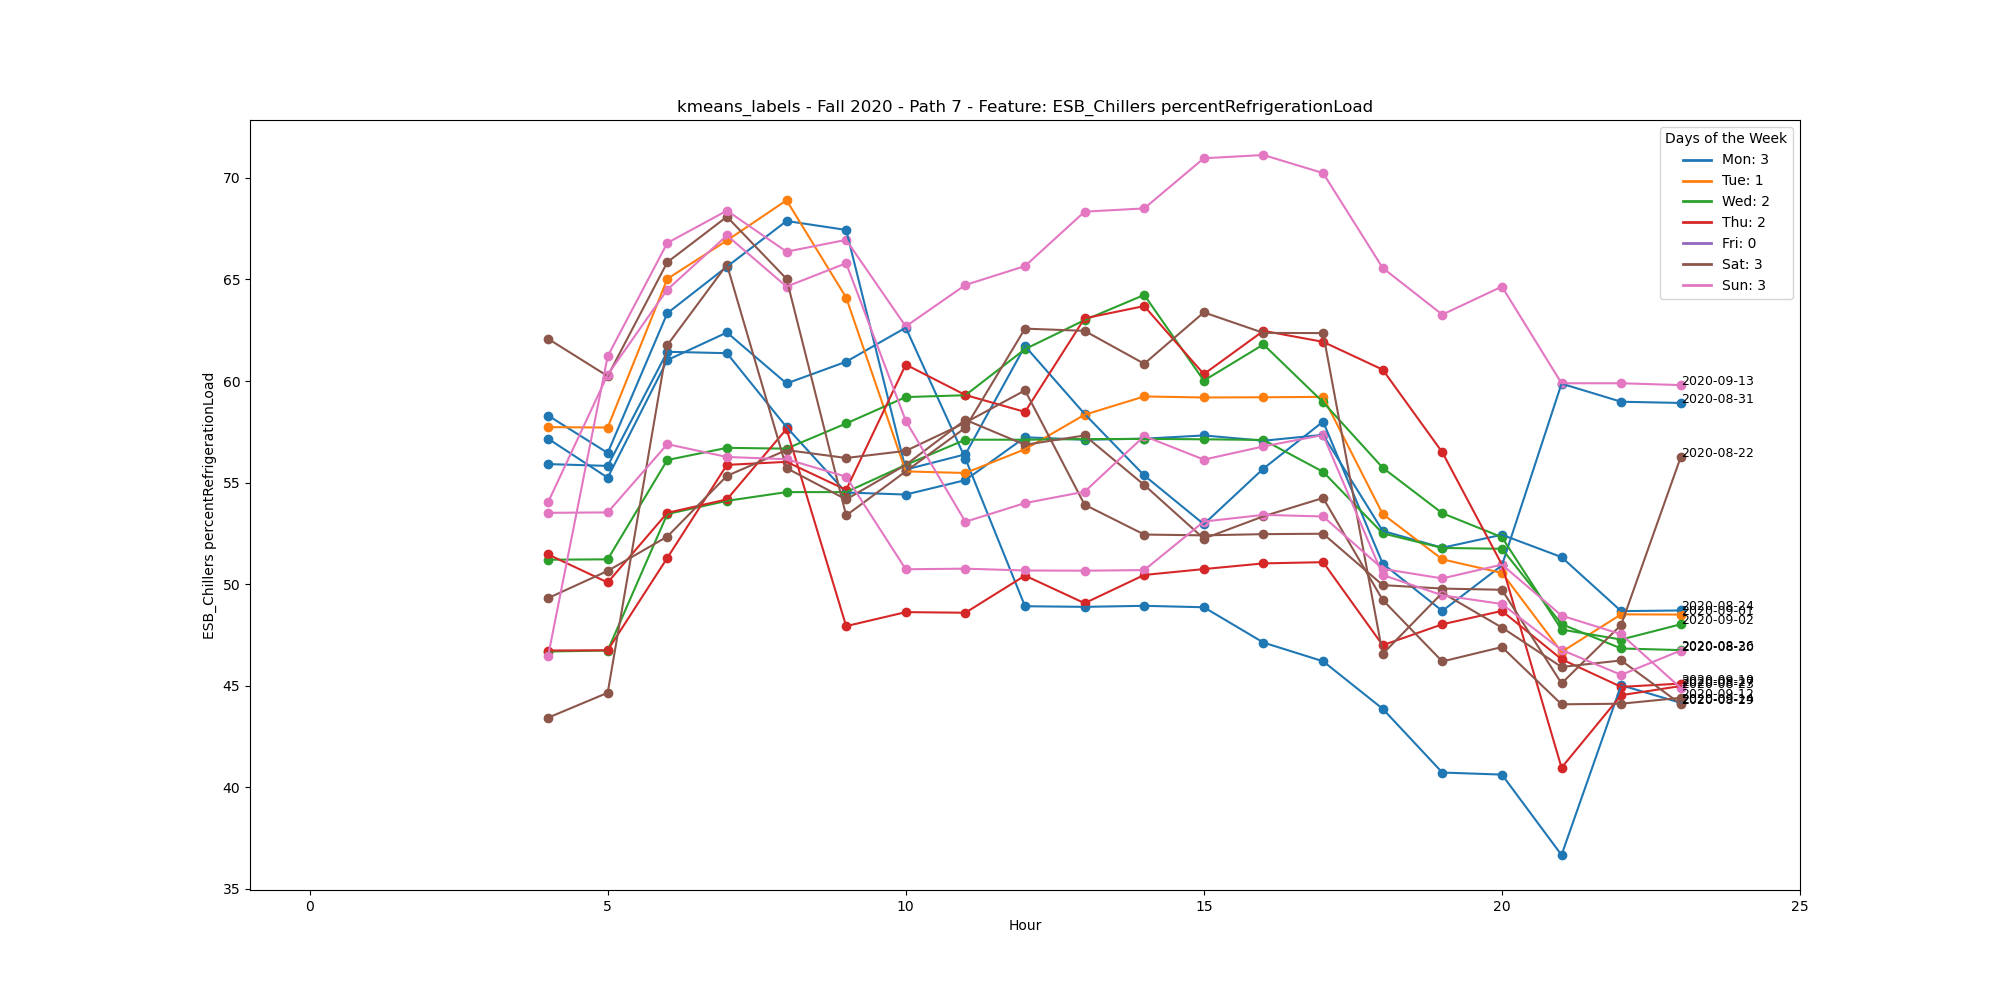 kmeans_labels - Fall 2020 - Path 7 - Feature: ESB_Chillers percentRefrigerationLoad
Days of the Week
Mon: 3
Tue: 1
Wed: 2
Thu: 2
Fri: 0
Sat: 3
Sun: 3
ESB_Chillers percentRefrigerationLoad
70
65
60
55
50
45
40
35
2020-09-13
2020-08-31
2020-08-22
2020-08-24
2020-09-01
2020-09-02
0
5
10
15
20
25
Hour